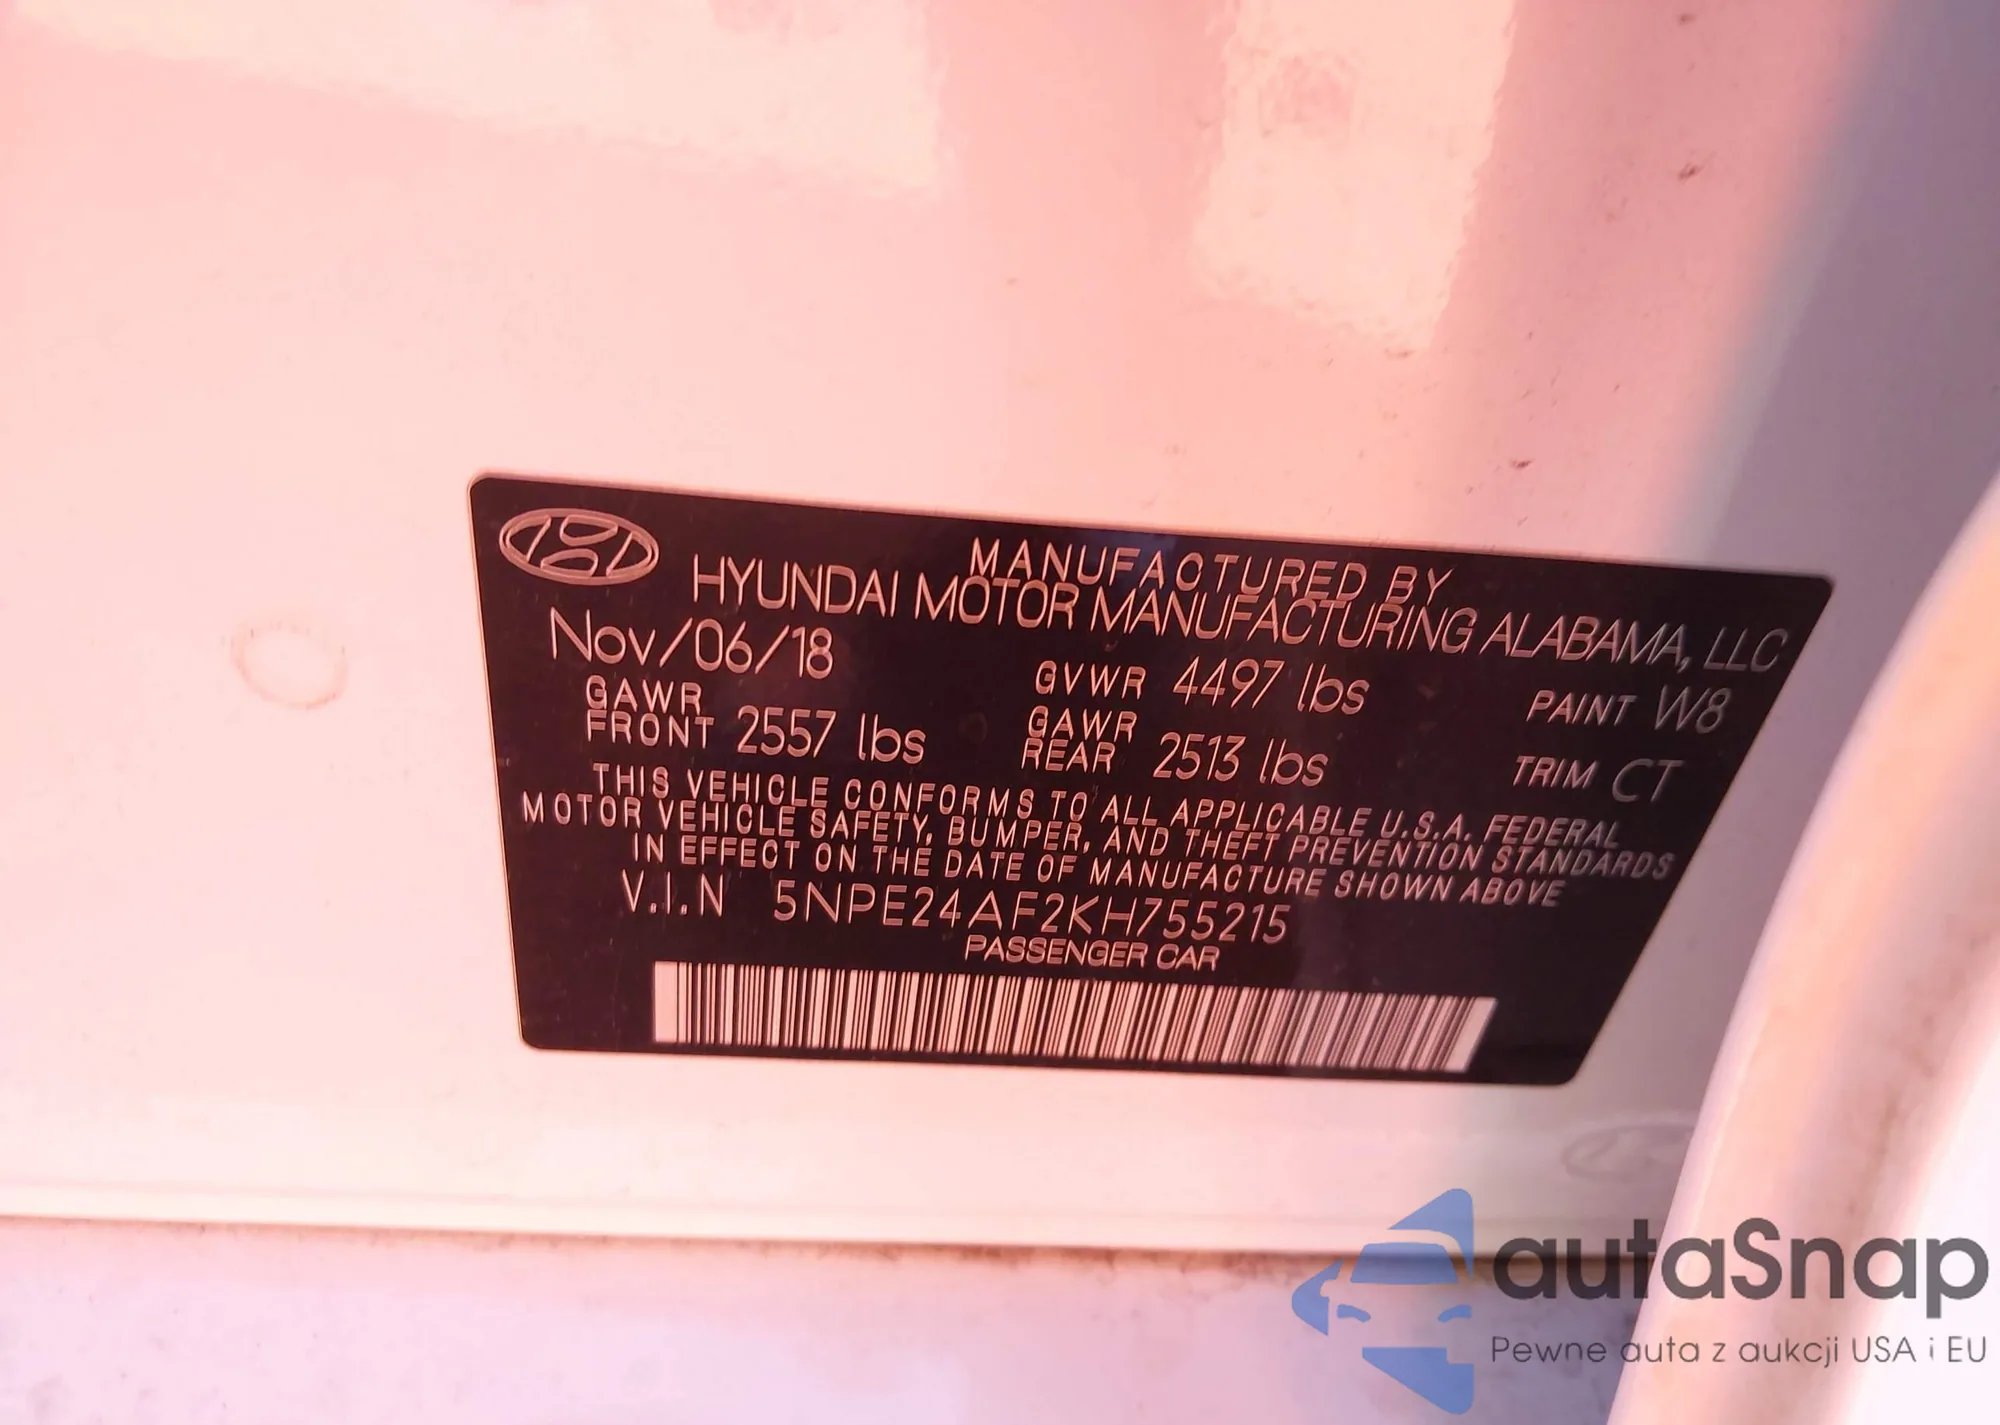 MANUFACTURED BY
HYUNDAI MOTOR MANUFACTURING ALABAMA, LLC
Nov/06/18 GVWR 4497 lbs PAINT W8
GAWR FRONT 2557 lbs GAWR REAR 2513 lbs TRIM CT
THIS VEHICLE CONFORMS TO ALL APPLICABLE U.S.A. FEDERAL
MOTOR VEHICLE SAFETY, BUMPER, AND THEFT PREVENTION STANDARDS
IN EFFECT ON THE DATE OF MANUFACTURE SHOWN ABOVE
V.I.N 5NPE24AF2KH755215
PASSENGER CAR
autaSnap
Pewne auta z aukcji USA i EU